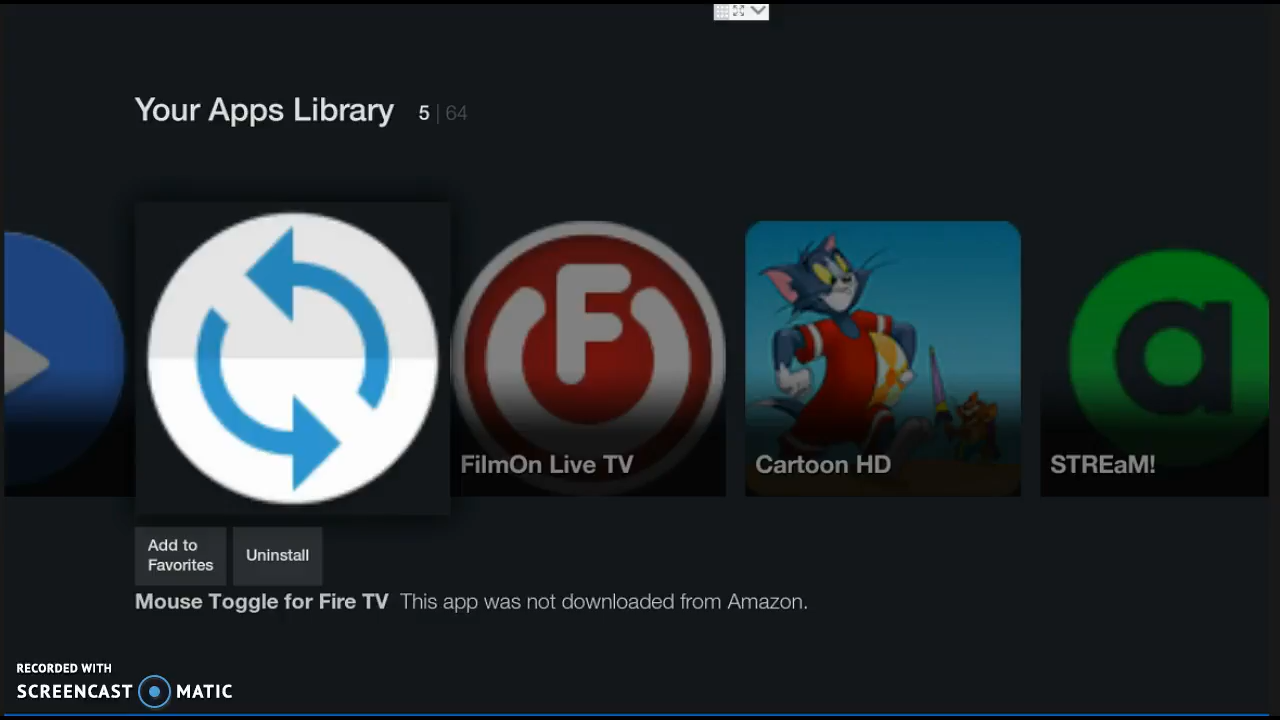 Your Apps Library 5 | 64
F
a
FilmOn Live TV
Cartoon HD
STREaM!
Add to
Favorites
Uninstall
Mouse Toggle for Fire TV This app was not downloaded from Amazon.
RECORDED WITH
SCREENCAST MATIC